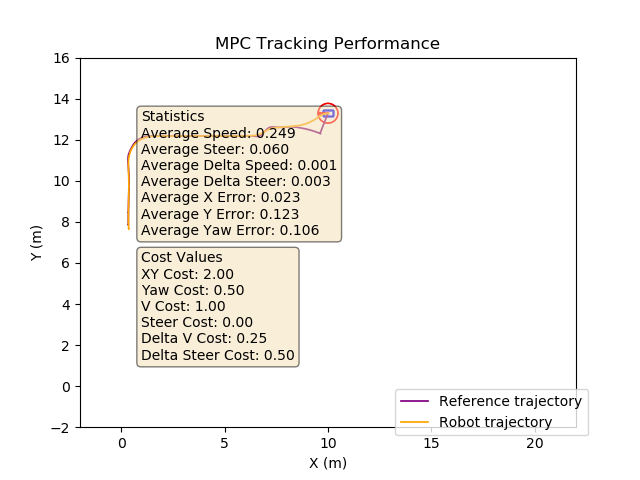 MPC Tracking Performance
16
14
12
10
8
6
4
2
0
−2
Y (m)
Statistics
Average Speed: 0.249
Average Steer: 0.060
Average Delta Speed: 0.001
Average Delta Steer: 0.003
Average X Error: 0.023
Average Y Error: 0.123
Average Yaw Error: 0.106
Cost Values
XY Cost: 2.00
Yaw Cost: 0.50
V Cost: 1.00
Steer Cost: 0.00
Delta V Cost: 0.25
Delta Steer Cost: 0.50
Reference trajectory
Robot trajectory
0 5 10 15 20
X (m)